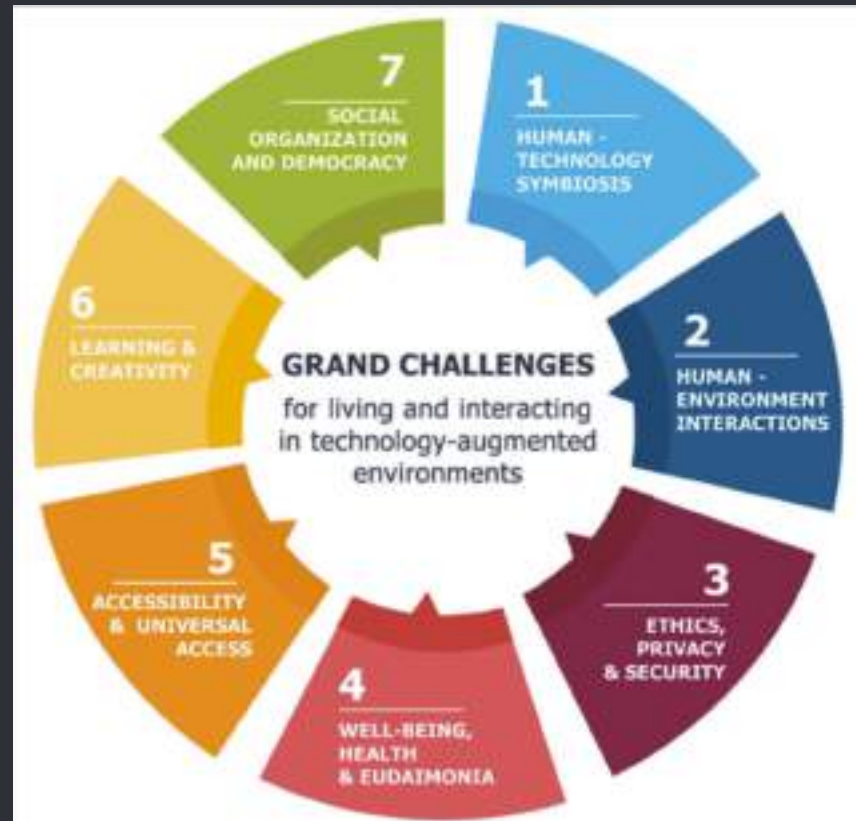 GRAND CHALLENGES
for living and interacting
in technology-augmented
environments
1
HUMAN -
TECHNOLOGY
SYMBIOSIS
2
HUMAN -
ENVIRONMENT
INTERACTIONS
3
ETHICS,
PRIVACY
& SECURITY
4
WELL-BEING,
HEALTH
& EUDAIMONIA
5
ACCESSIBILITY
& UNIVERSAL
ACCESS
6
LEARNING &
CREATIVITY
7
SOCIAL
ORGANIZATION
AND DEMOCRACY